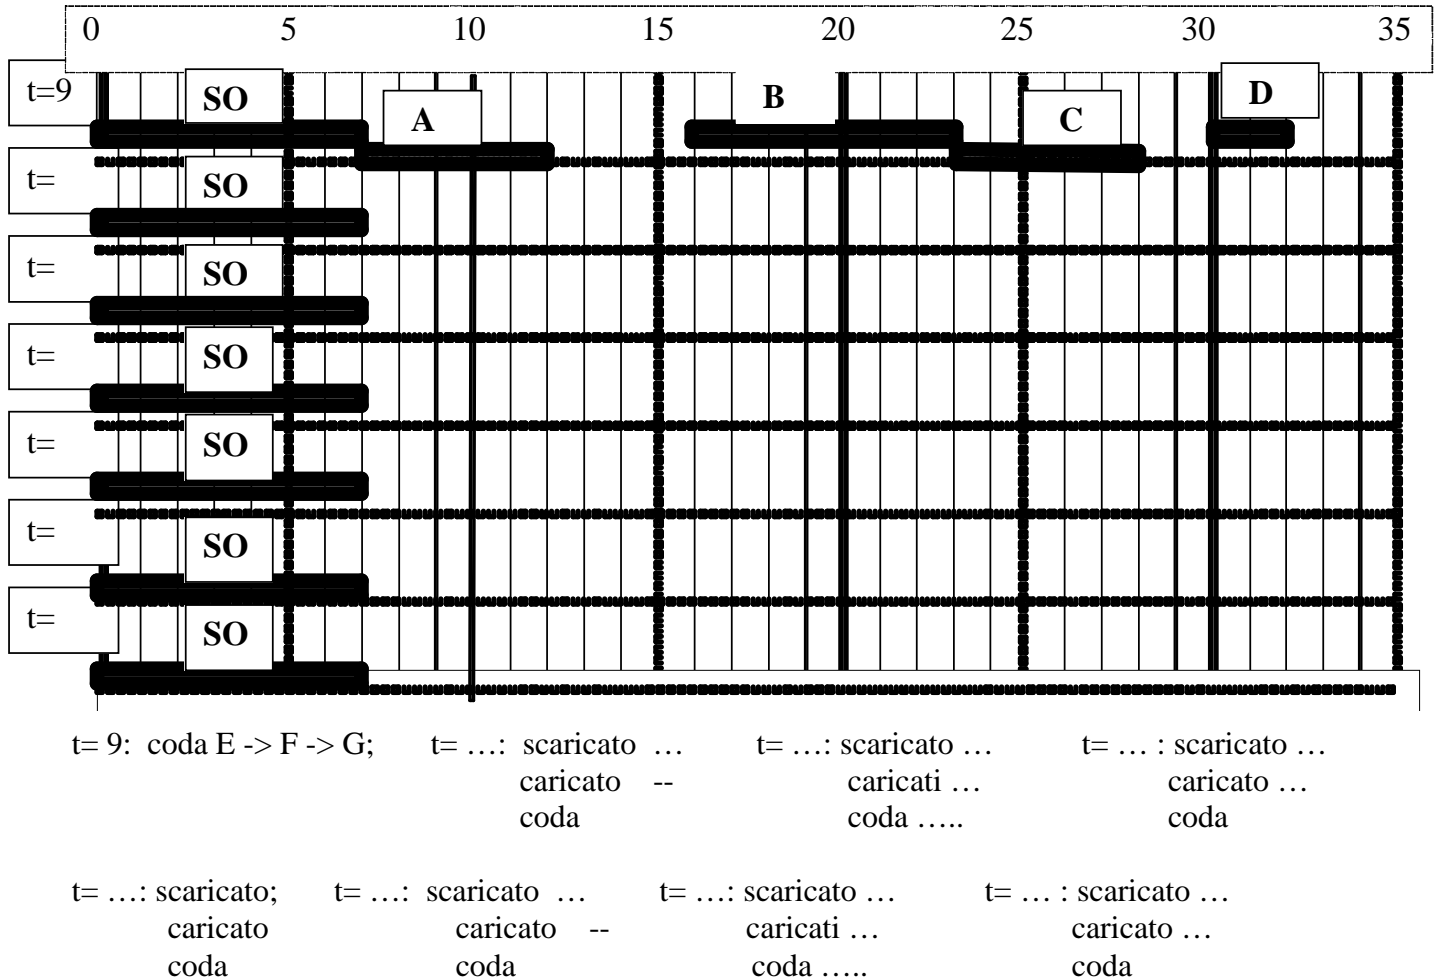 0 5 10 15 20 25 30 35
t=9 SO A B C D
t= SO
t= SO
t= SO
t= SO
t= SO
t= SO
t= 9: coda E -> F -> G; t= …: scaricato … t= …: scaricato … t= … : scaricato …
caricato -- caricati … caricato …
coda coda ….. coda
t= …: scaricato; t= …: scaricato … t= …: scaricato … t= … : scaricato …
caricato caricato -- caricati … caricato …
coda coda coda ….. coda